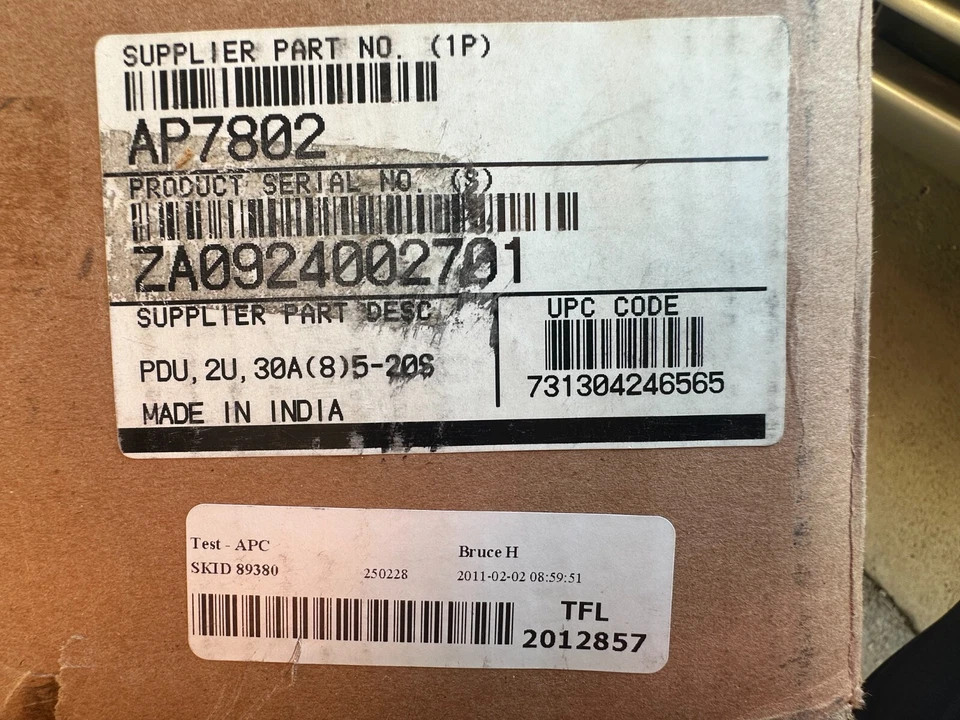 SUPPLIER PART NO. (1P)
AP7802
PRODUCT SERIAL NO. (S)
ZA0924002701
SUPPLIER PART DESC
UPC CODE
PDU, 2U, 30A(8)5-20S
731304246565
MADE IN INDIA
Test - APC
Bruce H
SKID 89380
250228
2011-02-02 08:59:51
TFL
2012857